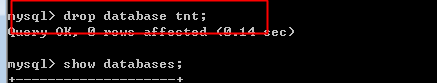 mysql> drop database tnt;
Query OK, 0 rows affected (0.14 sec)
mysql> show databases;
+--------------------+